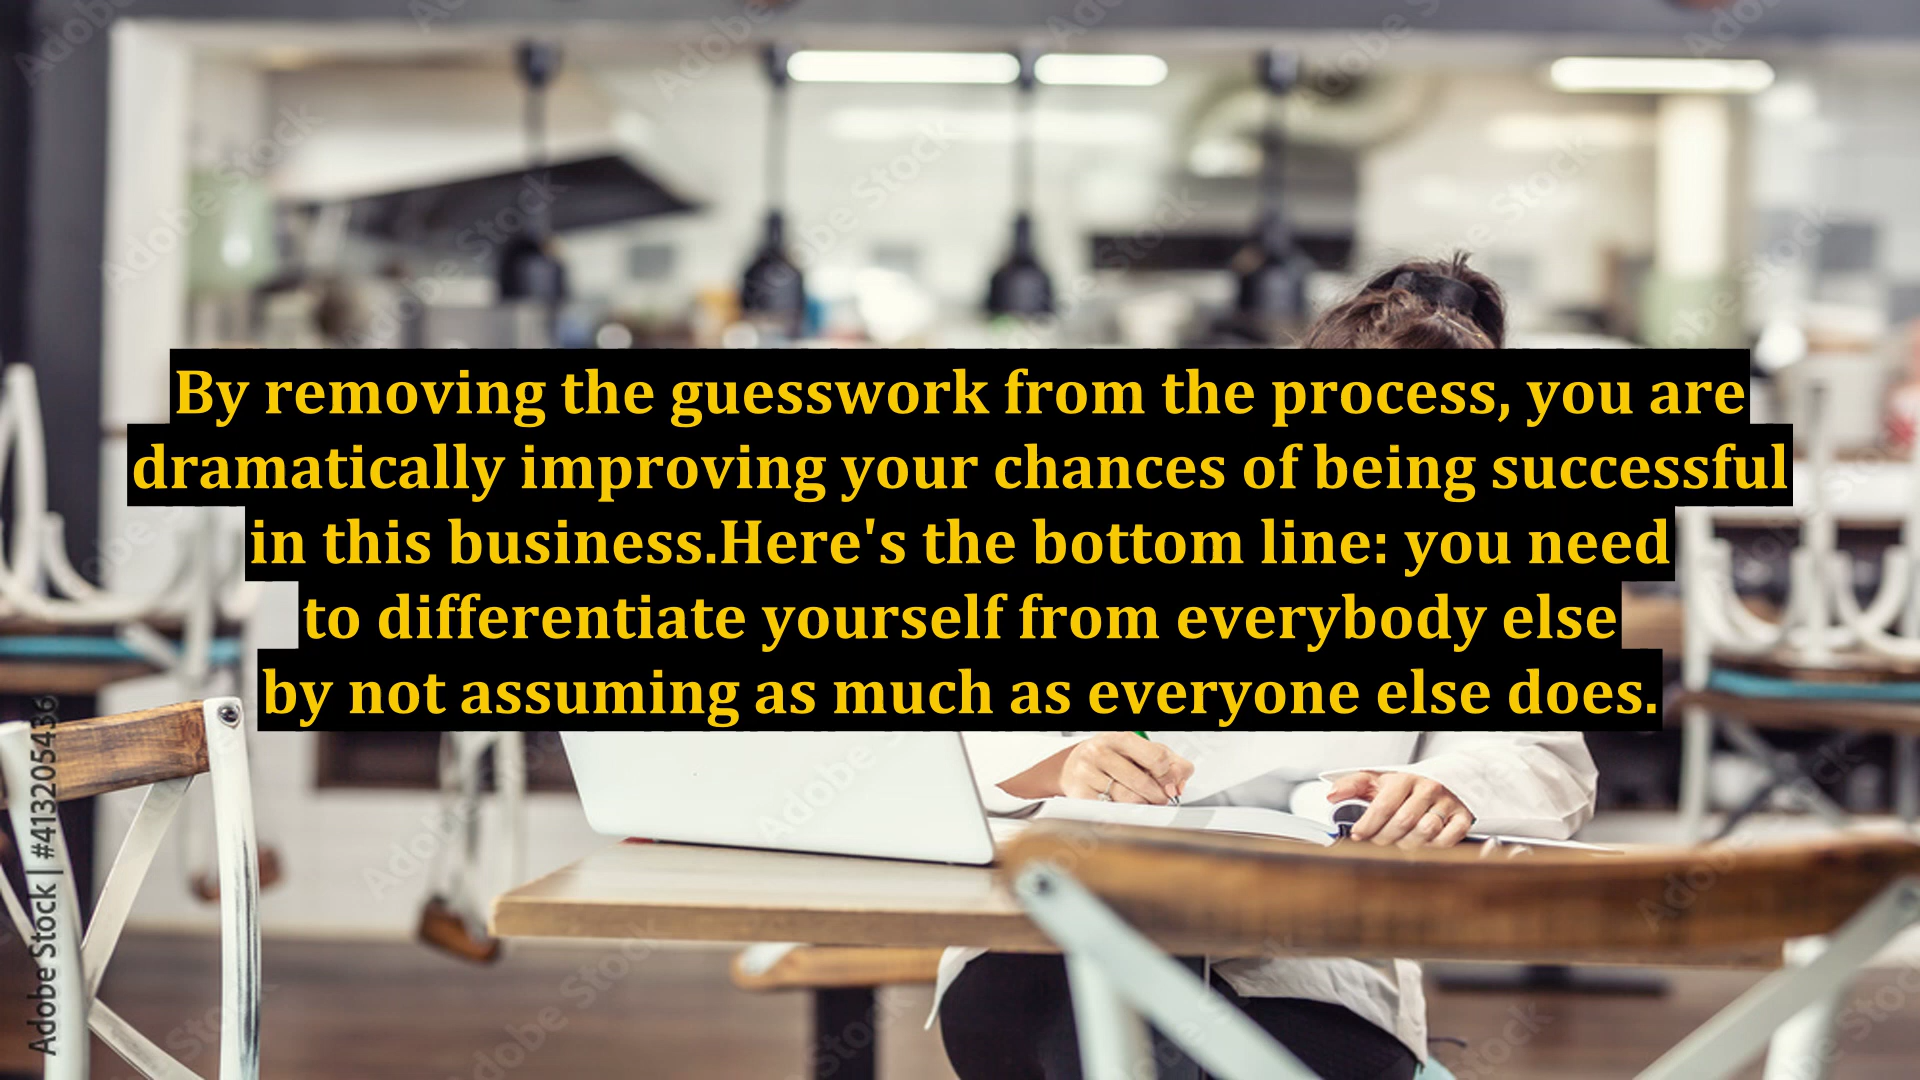 By removing the guesswork from the process, you are
dramatically improving your chances of being successful
in this business.Here's the bottom line: you need
to differentiate yourself from everybody else
by not assuming as much as everyone else does.
Adobe Stock | #413205436